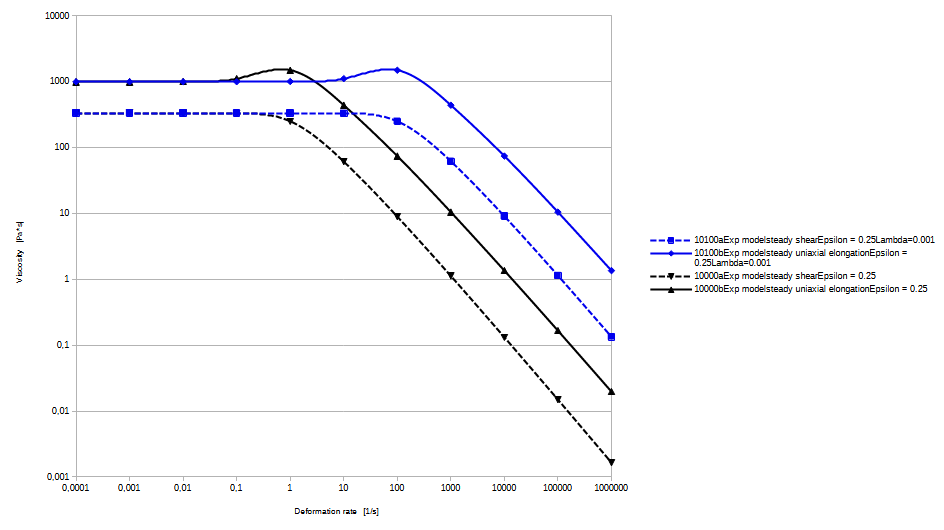 10000
1000
100
10
1
0,1
0,01
0,001
Viscosity [Pa*s]
0,0001 0,001 0,01 0,1 1 10 100 1000 10000 100000 1000000
Deformation rate [1/s]
10100aExp modelsteady shearEpsilon = 0.25Lambda=0.001
10100bExp modelsteady uniaxial elongationEpsilon =
0.25Lambda=0.001
10000aExp modelsteady shearEpsilon = 0.25
10000bExp modelsteady uniaxial elongationEpsilon = 0.25